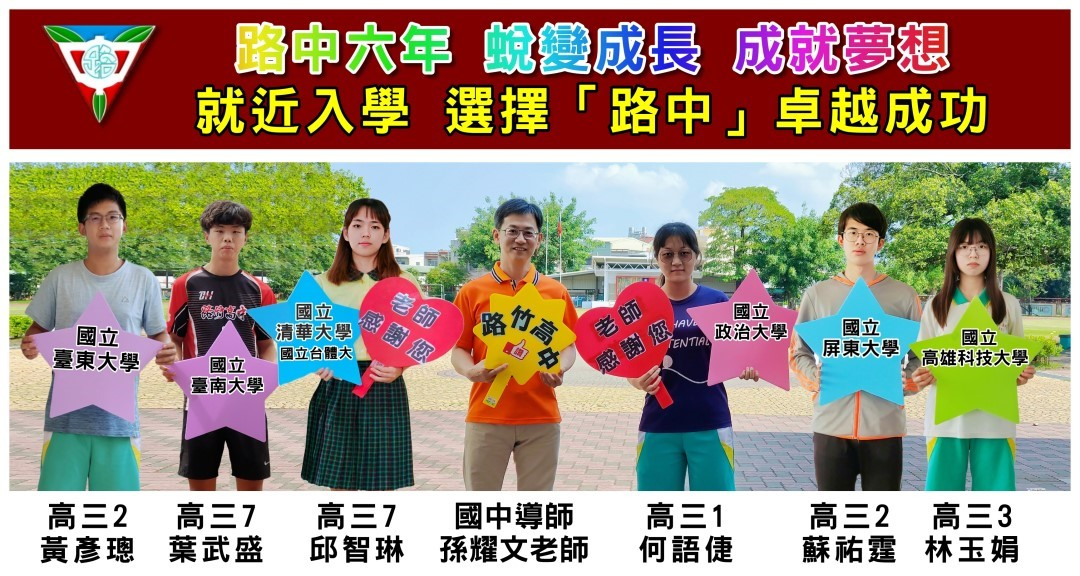 路中六年 蛻變成長 成就夢想
就近入學 選擇「路中」卓越成功
國立
臺東大學
國立
臺南大學
國立
清華大學
國立台體大
老師
感謝您
路竹高中
讚
老師
感謝您
HAVE
POTENTIAL
國立
政治大學
國立
屏東大學
國立
高雄科技大學
高三2
黃彥璁
高三7
葉武盛
高三7
邱智琳
國中導師
孫耀文老師
高三1
何語倢
高三2
蘇祐霆
高三3
林玉娟